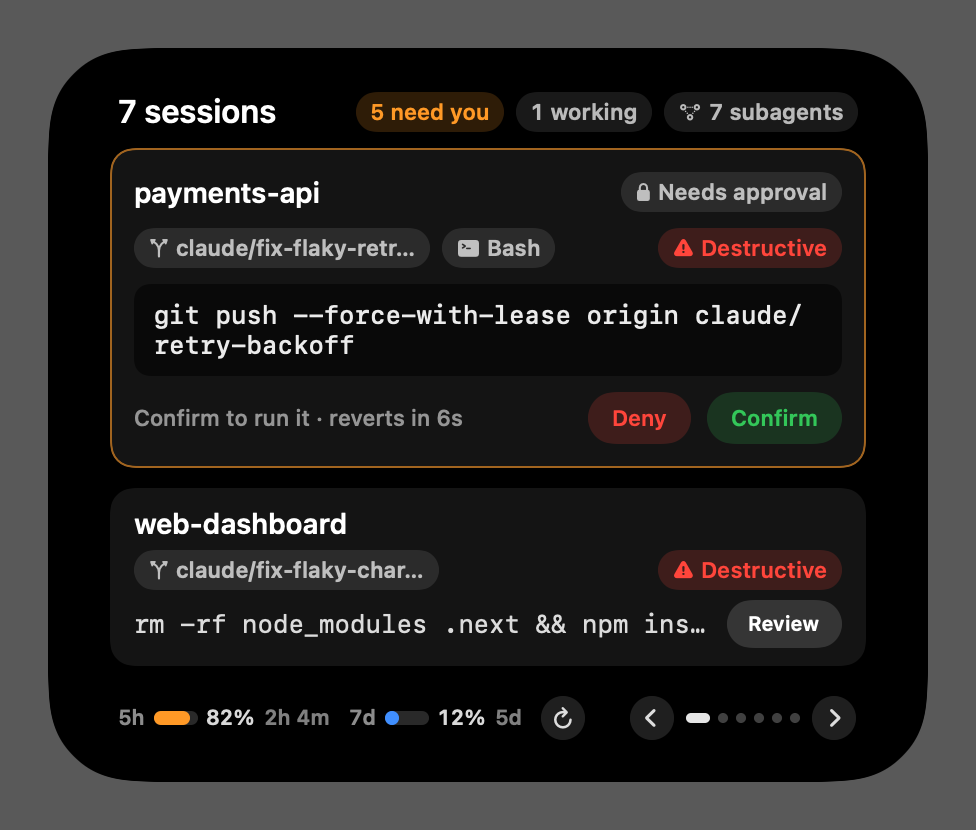 7 sessions
5 need you
1 working
7 subagents
payments-api
Needs approval
claude/fix-flaky-retr...
Bash
Destructive
git push --force-with-lease origin claude/
retry-backoff
Confirm to run it · reverts in 6s
Deny
Confirm
web-dashboard
claude/fix-flaky-char...
Destructive
rm -rf node_modules .next && npm ins…
Review
5h 82% 2h 4m 7d 12% 5d